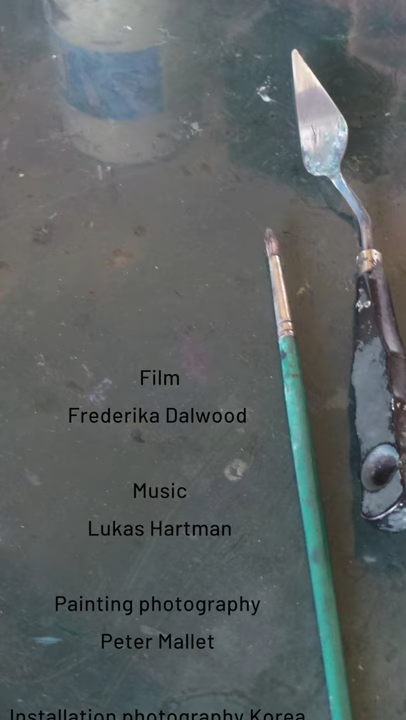 Film
Frederika Dalwood
Music
Lukas Hartman
Painting photography
Peter Mallet
Installation photography Korea